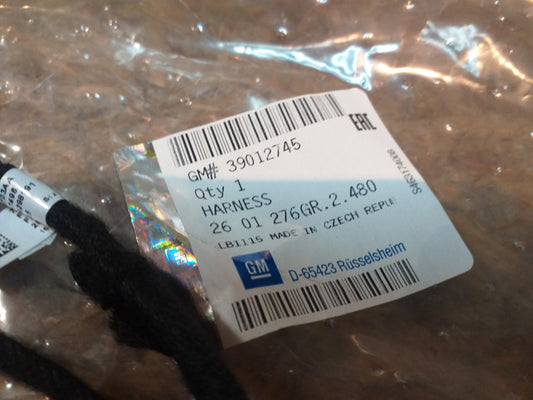 GM# 39012745
EAC
Qty 1
HARNESS
26 01 276GR.2.480
LB1115 MADE IN CZECH REPUB
GM
D-65423 Rüsselsheim